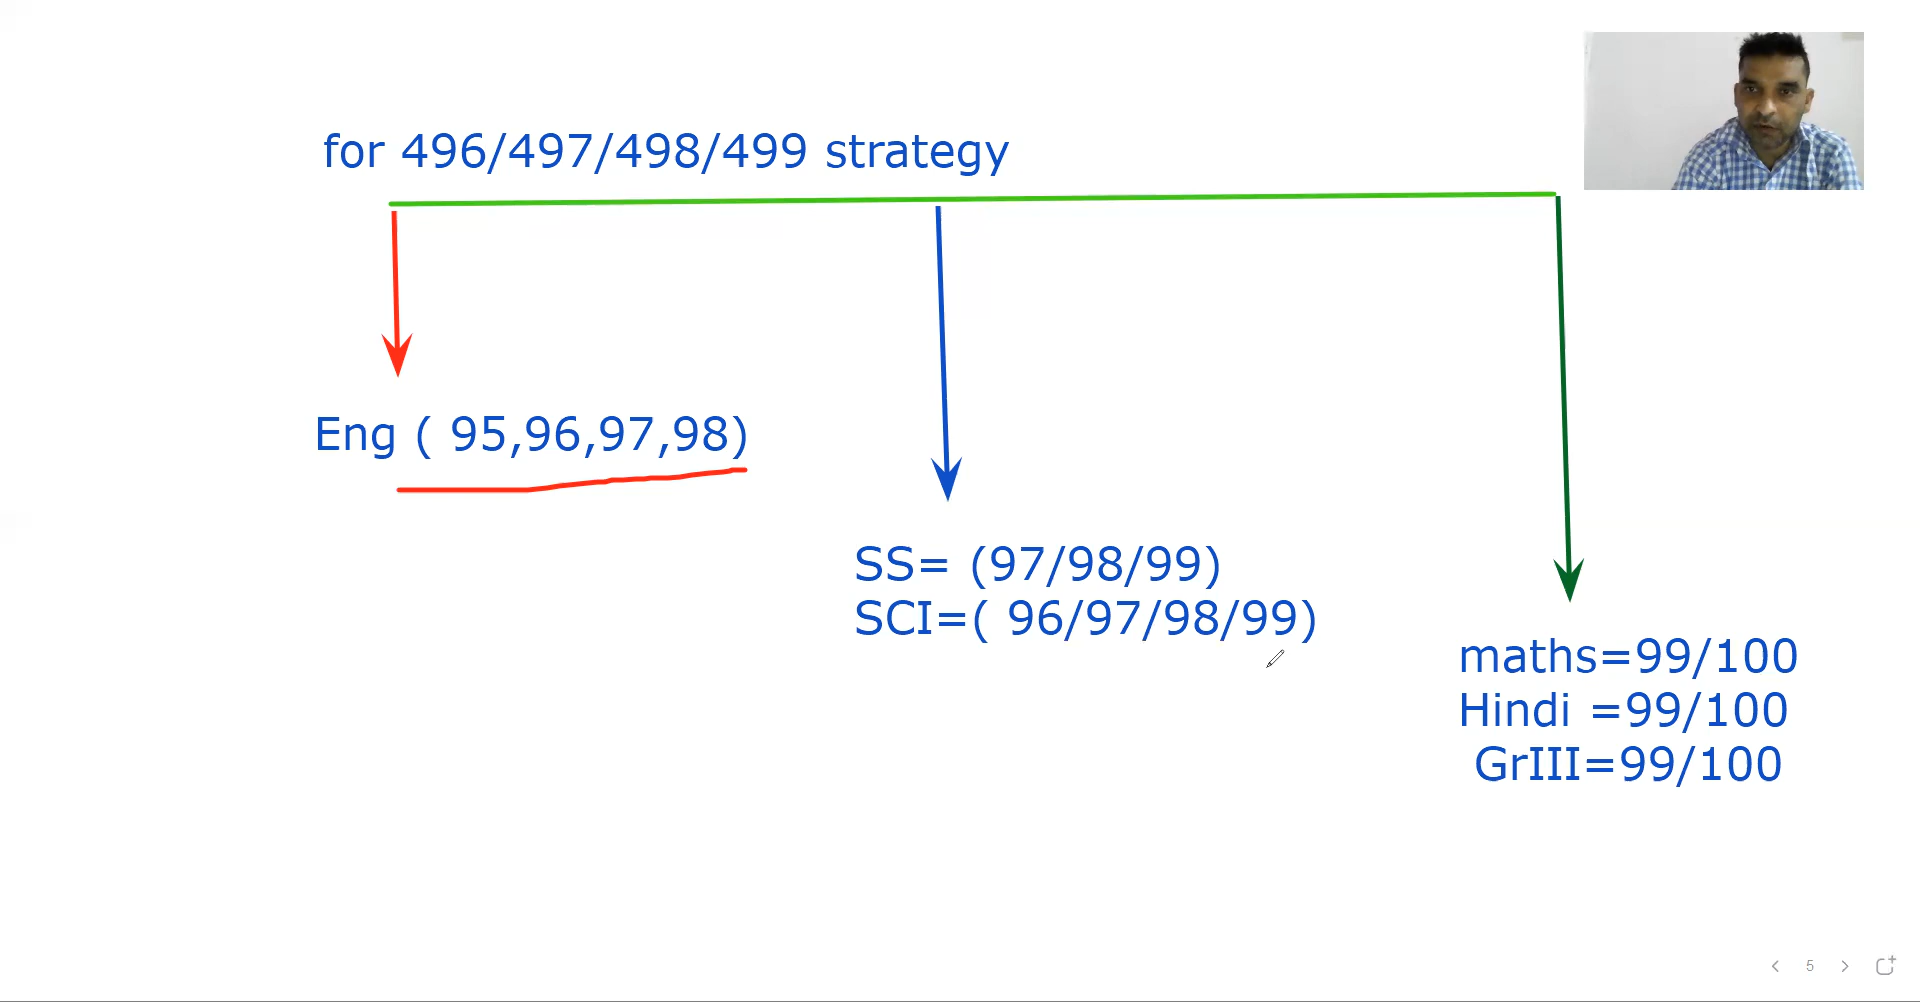 for 496/497/498/499 strategy
Eng ( 95,96,97,98)
SS= (97/98/99)
SCI=( 96/97/98/99)
maths=99/100
Hindi =99/100
GrIII=99/100
5